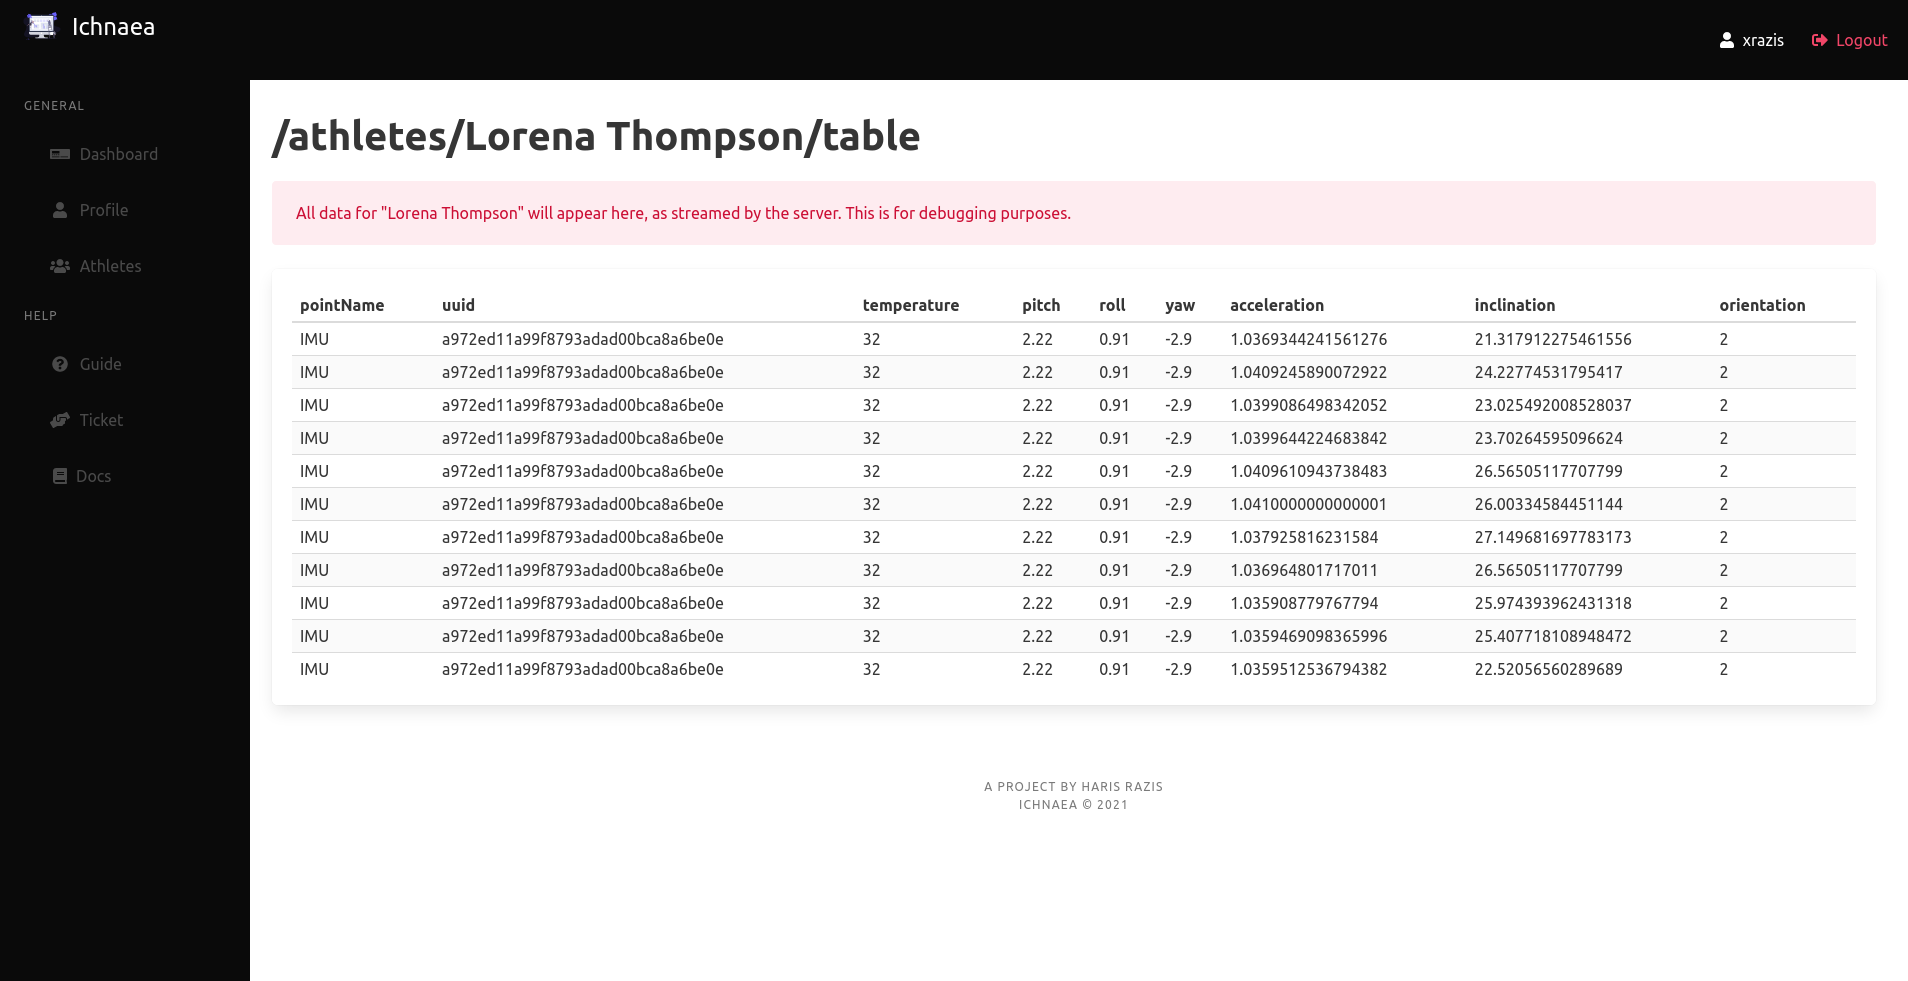 Ichnaea
xrazis Logout
GENERAL
Dashboard
Profile
Athletes
HELP
Guide
Ticket
Docs
/athletes/Lorena Thompson/table
All data for "Lorena Thompson" will appear here, as streamed by the server. This is for debugging purposes.
pointName uuid temperature pitch roll yaw acceleration inclination orientation
IMU a972ed11a99f8793adad00bca8a6be0e 32 2.22 0.91 -2.9 1.0369344241561276 21.317912275461556 2
IMU a972ed11a99f8793adad00bca8a6be0e 32 2.22 0.91 -2.9 1.0409245890072922 24.22774531795417 2
IMU a972ed11a99f8793adad00bca8a6be0e 32 2.22 0.91 -2.9 1.0399086498342052 23.025492008528037 2
IMU a972ed11a99f8793adad00bca8a6be0e 32 2.22 0.91 -2.9 1.0399644224683842 23.70264595096624 2
IMU a972ed11a99f8793adad00bca8a6be0e 32 2.22 0.91 -2.9 1.0409610943738483 26.56505117707799 2
IMU a972ed11a99f8793adad00bca8a6be0e 32 2.22 0.91 -2.9 1.0410000000000001 26.00334584451144 2
IMU a972ed11a99f8793adad00bca8a6be0e 32 2.22 0.91 -2.9 1.037925816231584 27.149681697783173 2
IMU a972ed11a99f8793adad00bca8a6be0e 32 2.22 0.91 -2.9 1.036964801717011 26.56505117707799 2
IMU a972ed11a99f8793adad00bca8a6be0e 32 2.22 0.91 -2.9 1.035908779767794 25.974393962431318 2
IMU a972ed11a99f8793adad00bca8a6be0e 32 2.22 0.91 -2.9 1.0359469098365996 25.407718108948472 2
IMU a972ed11a99f8793adad00bca8a6be0e 32 2.22 0.91 -2.9 1.0359512536794382 22.52056560289689 2
A PROJECT BY HARIS RAZIS
ICHNAEA © 2021